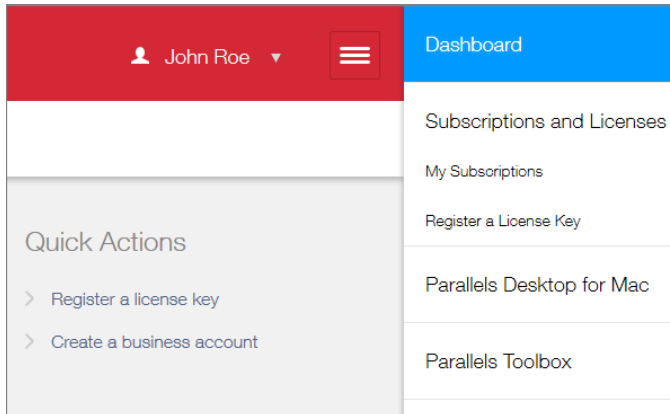 John Roe
Dashboard
Subscriptions and Licenses
My Subscriptions
Register a License Key
Quick Actions
Register a license key
Create a business account
Parallels Desktop for Mac
Parallels Toolbox